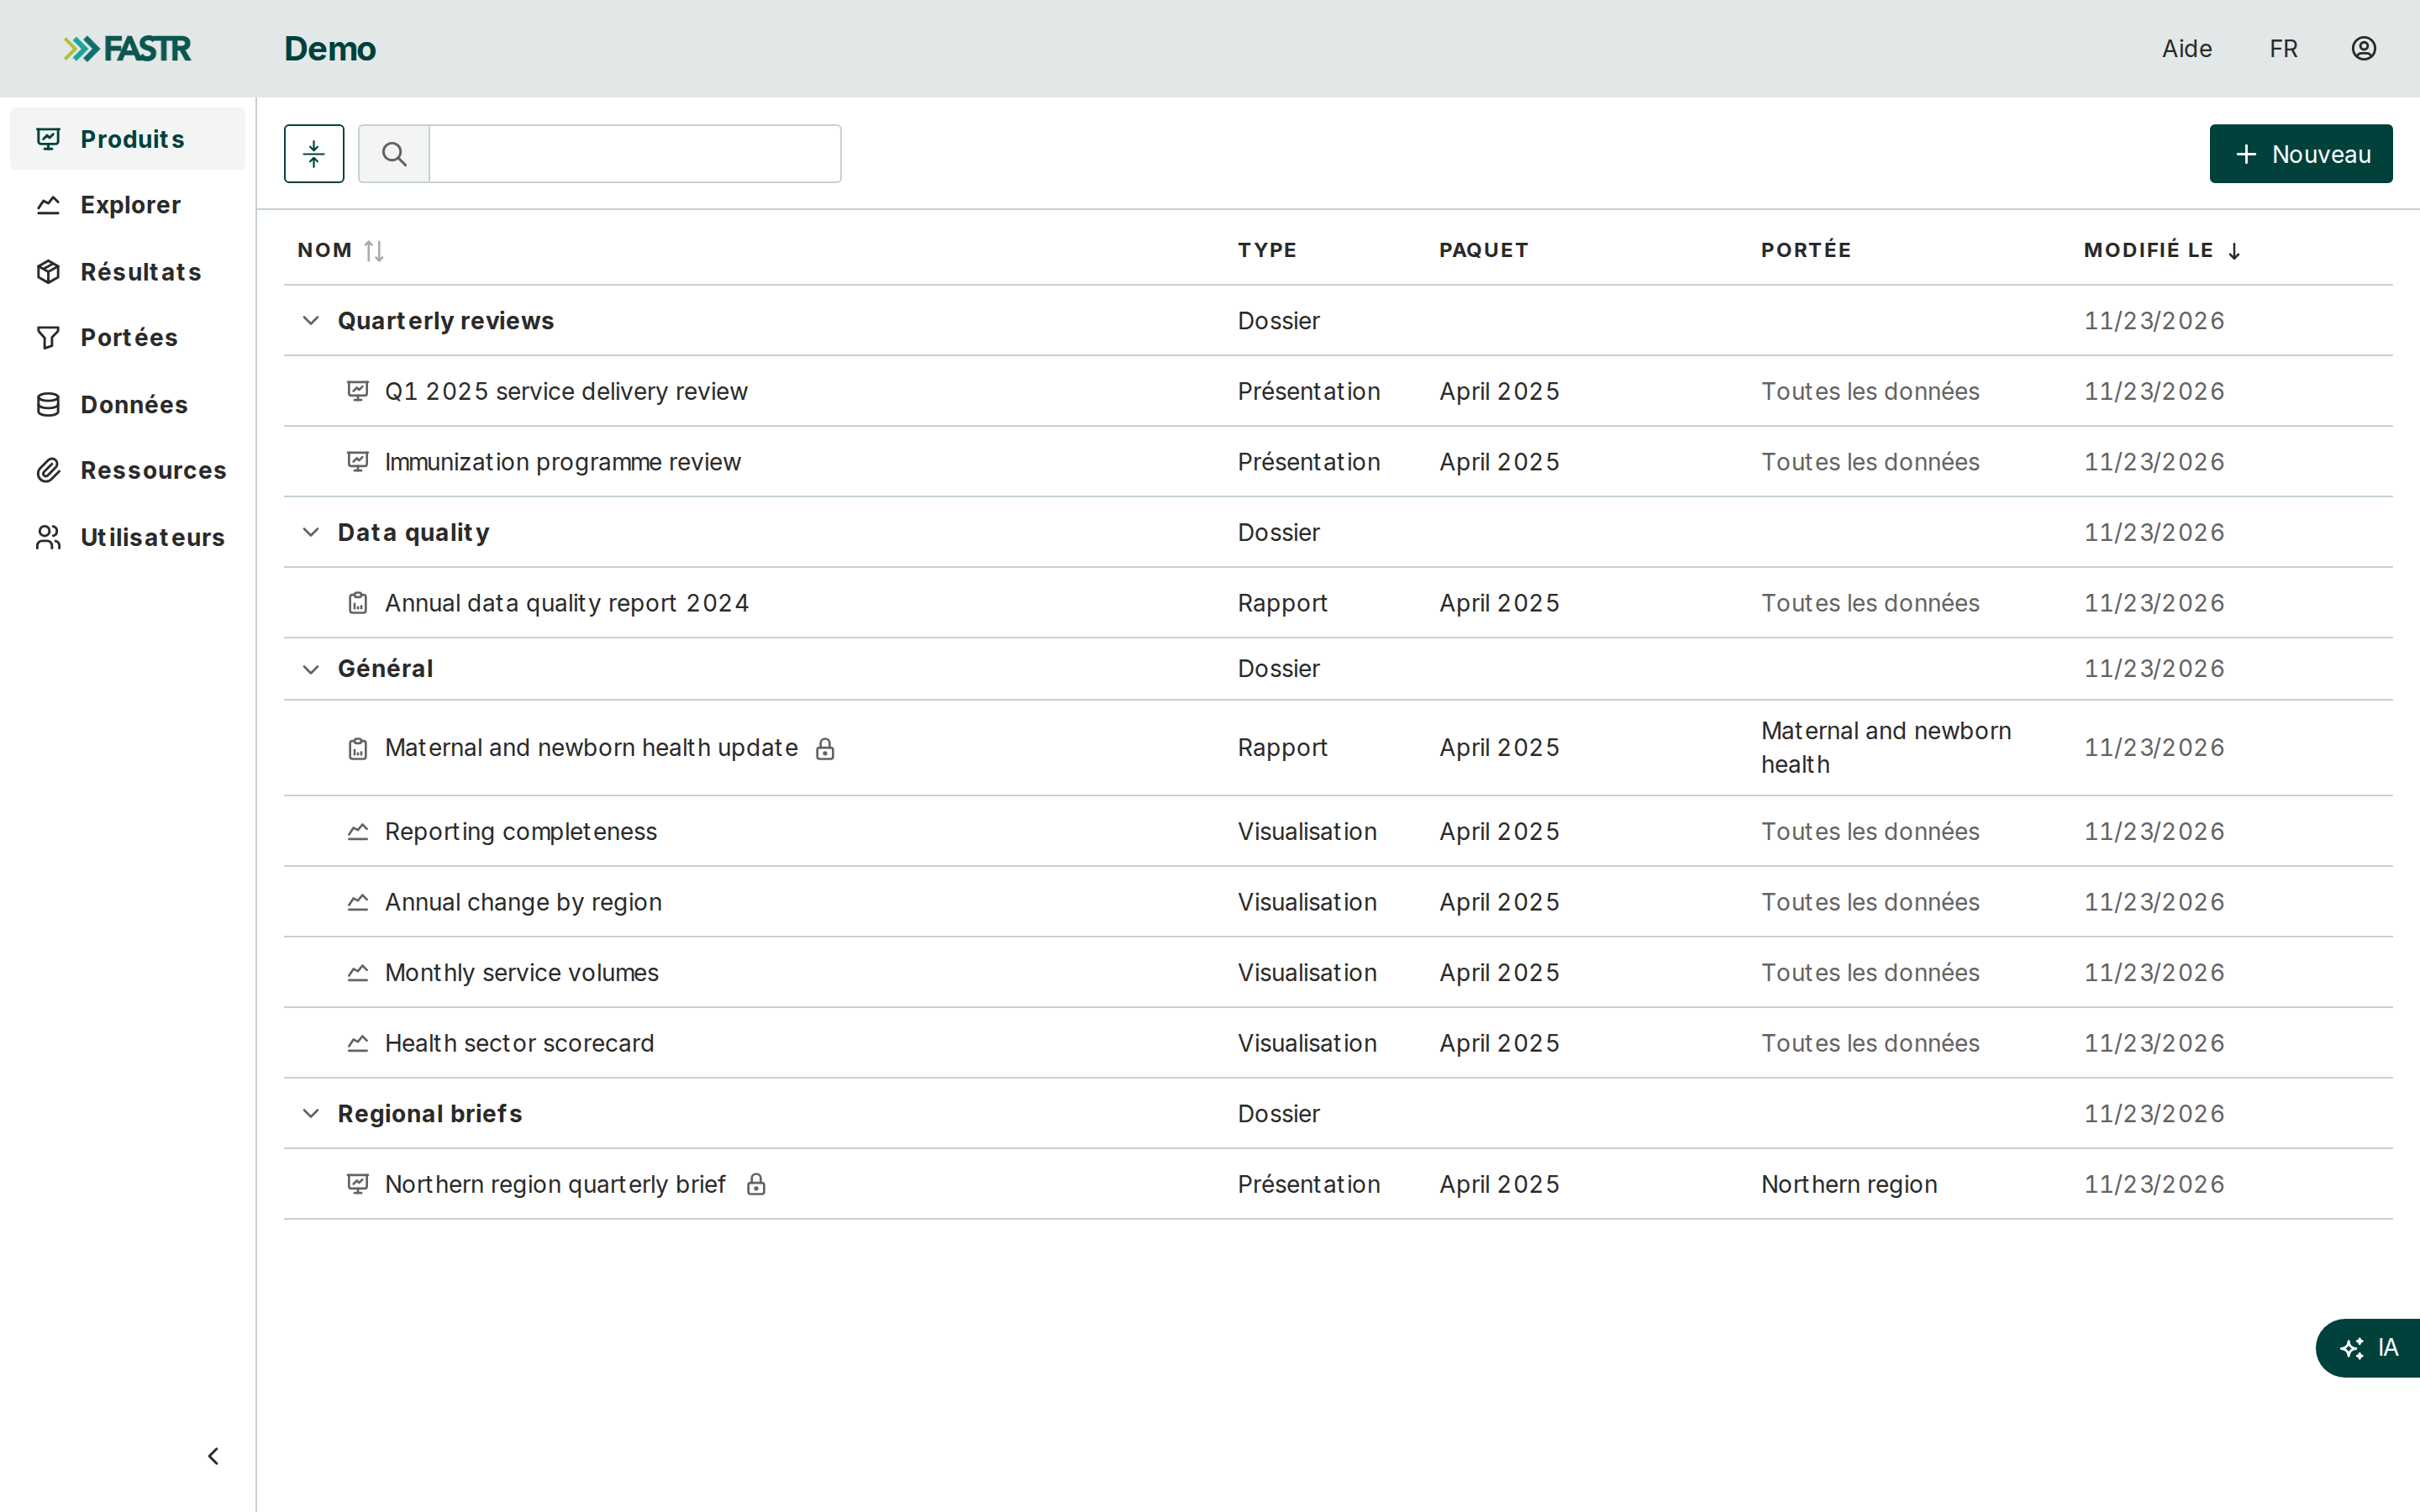 FASTR
Demo
Aide
FR
Produits
Explorer
Résultats
Portées
Données
Ressources
Utilisateurs
Nouveau
NOM TYPE PAQUET PORTÉE MODIFIÉ LE
Quarterly reviews Dossier 11/23/2026
Q1 2025 service delivery review Présentation April 2025 Toutes les données 11/23/2026
Immunization programme review Présentation April 2025 Toutes les données 11/23/2026
Data quality Dossier 11/23/2026
Annual data quality report 2024 Rapport April 2025 Toutes les données 11/23/2026
Général Dossier 11/23/2026
Maternal and newborn health update Rapport April 2025 Maternal and newborn health 11/23/2026
Reporting completeness Visualisation April 2025 Toutes les données 11/23/2026
Annual change by region Visualisation April 2025 Toutes les données 11/23/2026
Monthly service volumes Visualisation April 2025 Toutes les données 11/23/2026
Health sector scorecard Visualisation April 2025 Toutes les données 11/23/2026
Regional briefs Dossier 11/23/2026
Northern region quarterly brief Présentation April 2025 Northern region 11/23/2026
IA